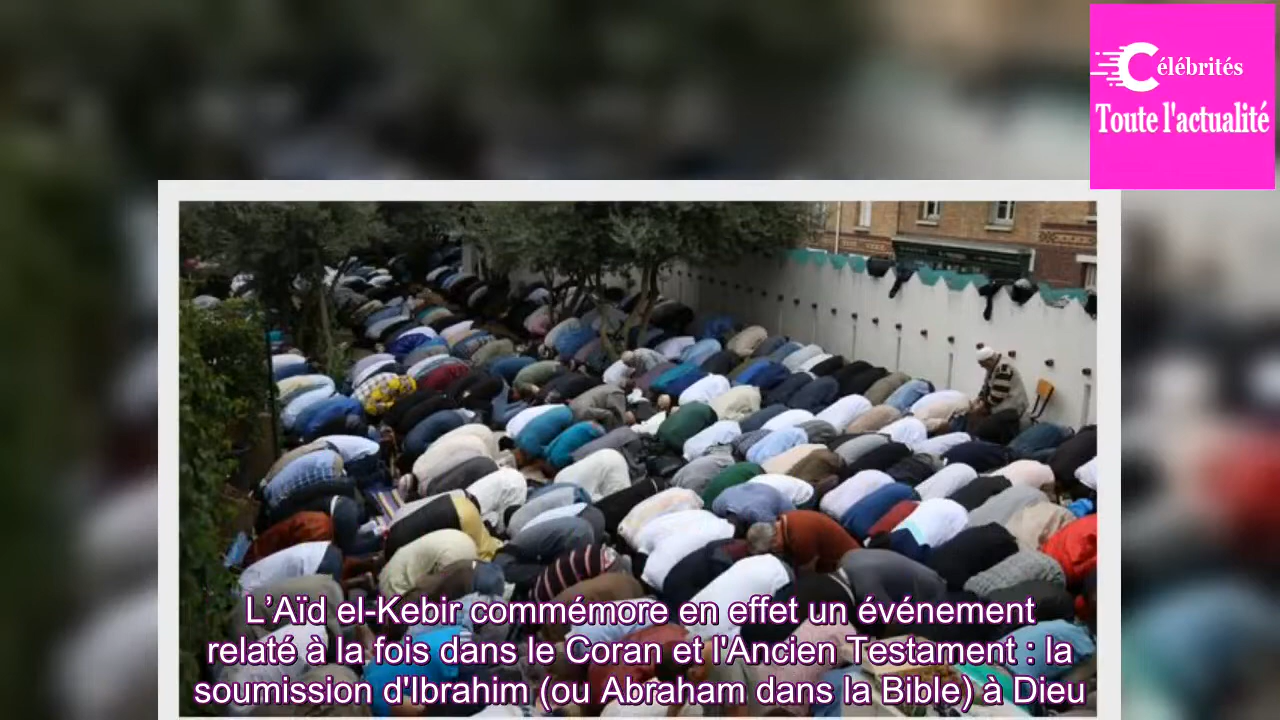 Célébrités
Toute l'actualité
L’Aïd el-Kebir commémore en effet un événement
relaté à la fois dans le Coran et l'Ancien Testament : la
soumission d'Ibrahim (ou Abraham dans la Bible) à Dieu